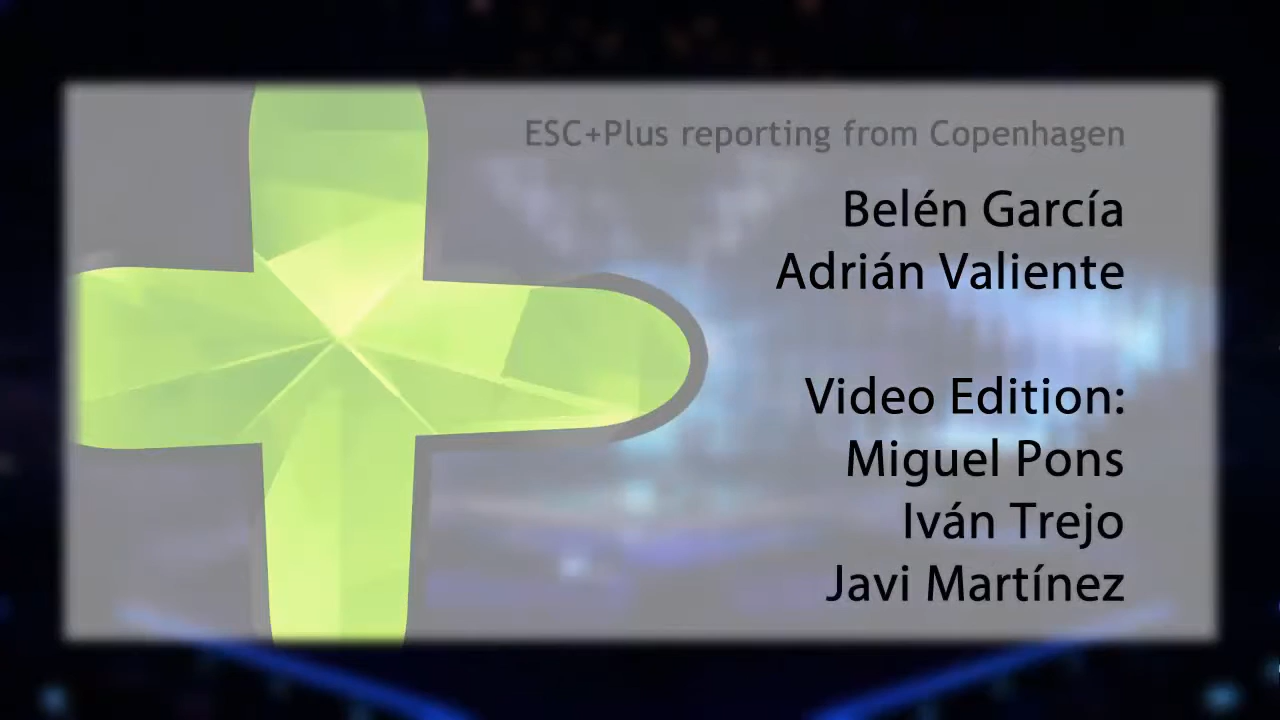 ESC+Plus reporting from Copenhagen
Belén García
Adrián Valiente
Video Edition:
Miguel Pons
Iván Trejo
Javi Martínez